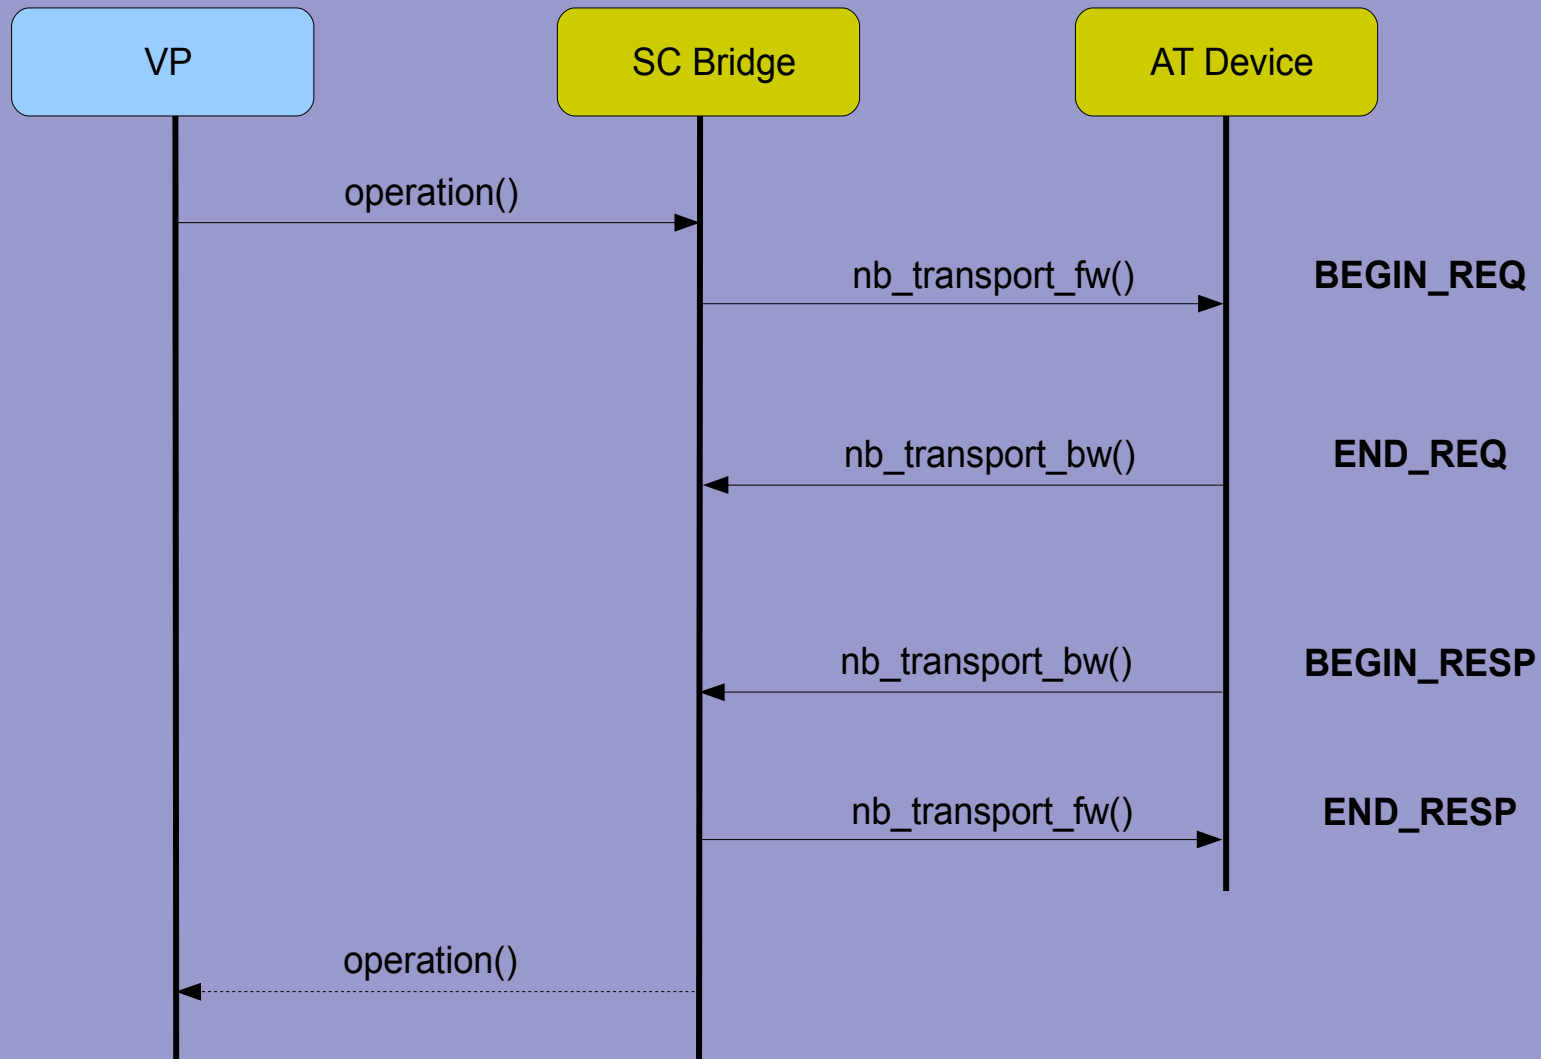 VP
SC Bridge
AT Device
operation()
nb_transport_fw()
BEGIN_REQ
nb_transport_bw()
END_REQ
nb_transport_bw()
BEGIN_RESP
nb_transport_fw()
END_RESP
operation()